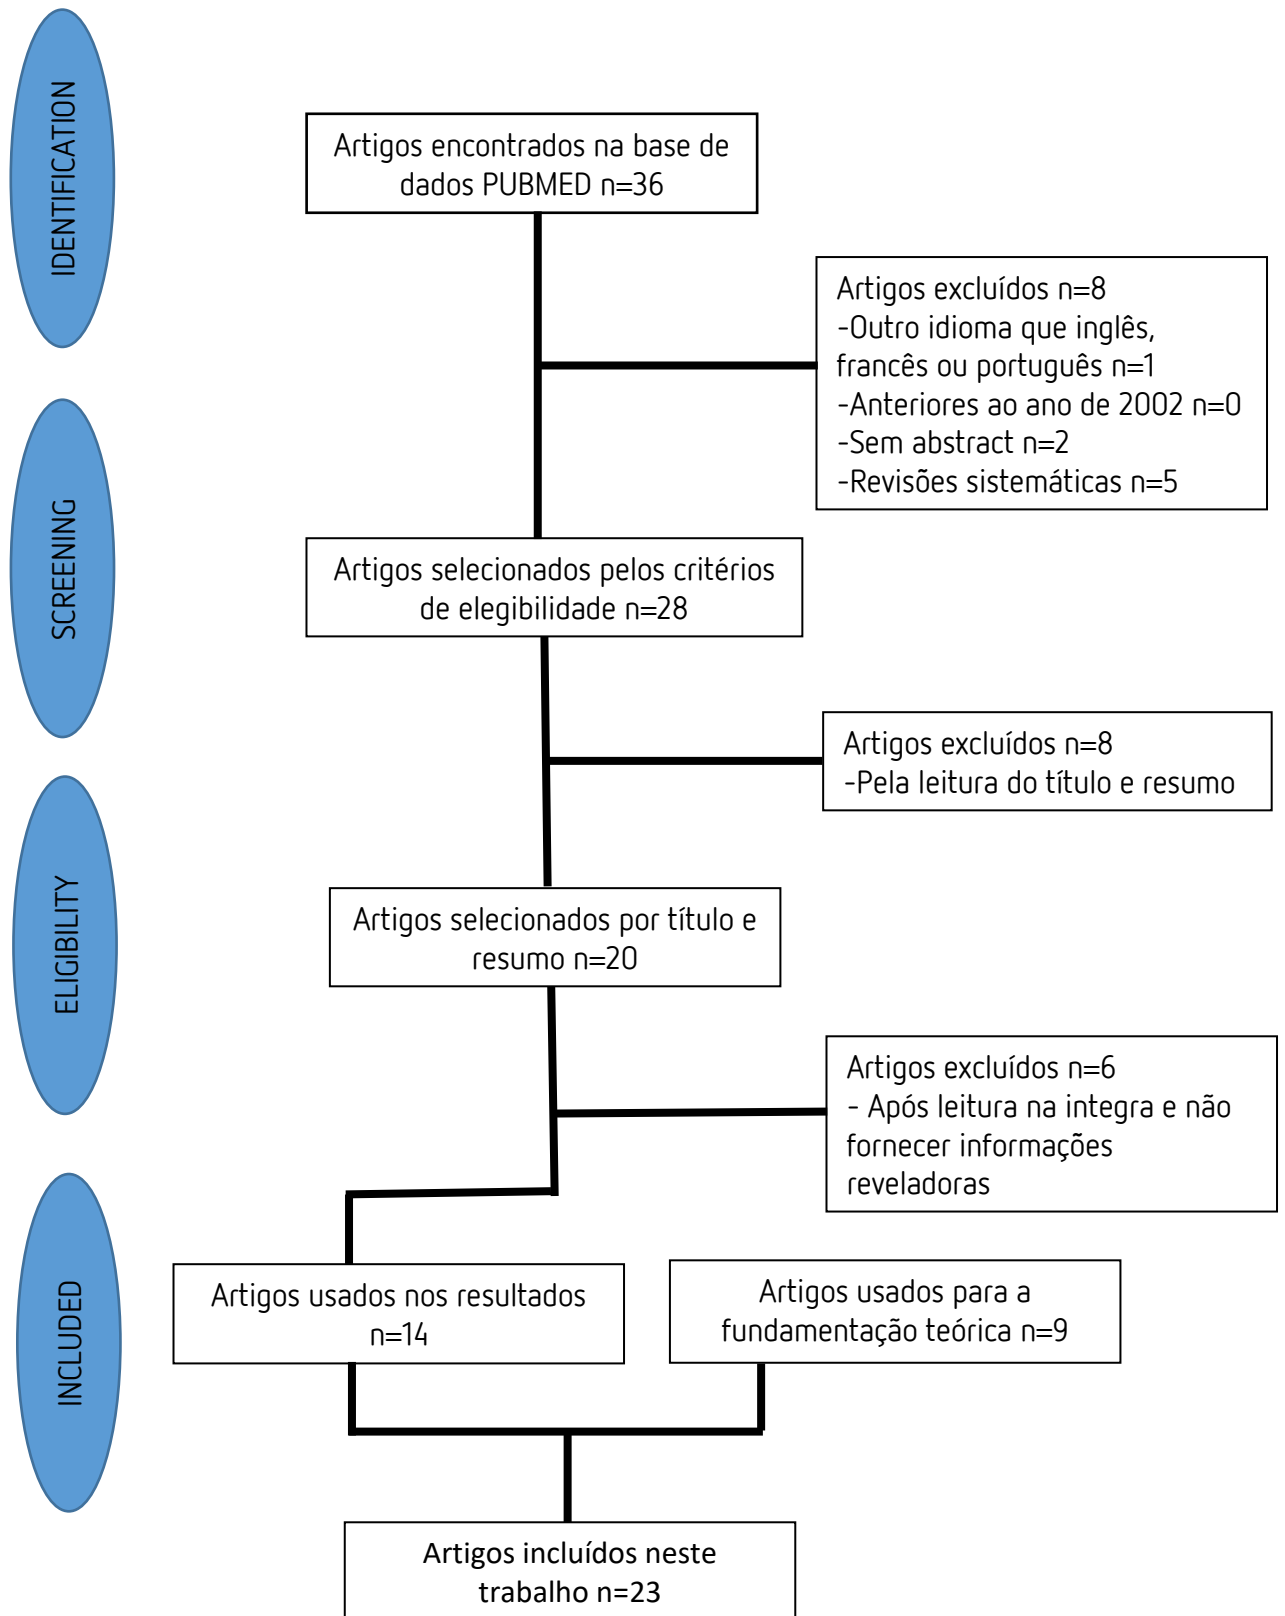 IDENTIFICATION
Artigos encontrados na base de
dados PUBMED n=36
Artigos excluídos n=8
-Outro idioma que inglês,
francês ou português n=1
-Anteriores ao ano de 2002 n=0
-Sem abstract n=2
-Revisões sistemáticas n=5
SCREENING
Artigos selecionados pelos critérios
de elegibilidade n=28
Artigos excluídos n=8
-Pela leitura do título e resumo
ELIGIBILITY
Artigos selecionados por título e
resumo n=20
Artigos excluídos n=6
- Após leitura na integra e não
fornecer informações
reveladoras
INCLUDED
Artigos usados nos resultados
n=14
Artigos usados para a
fundamentação teórica n=9
Artigos incluídos neste
trabalho n=23